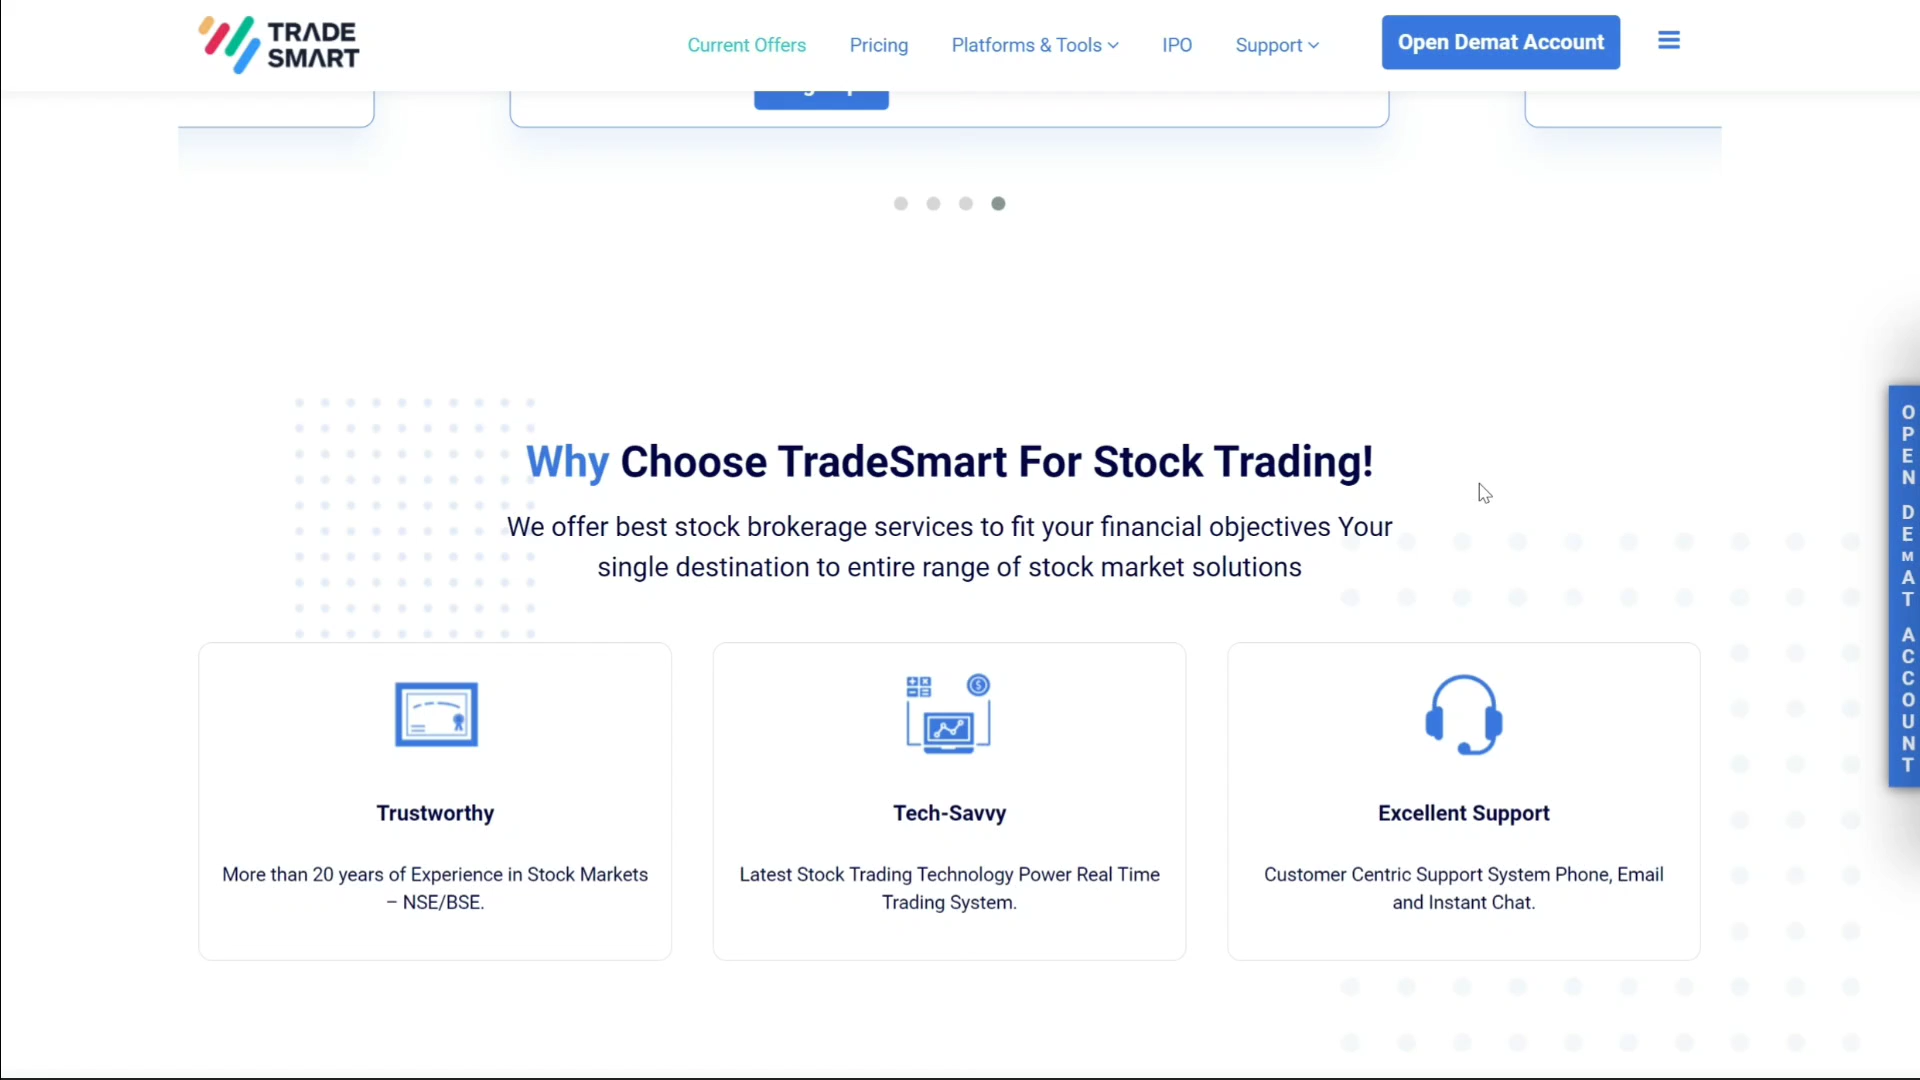 TRADE
SMART
Current Offers
Pricing
Platforms & Tools
IPO
Support
Open Demat Account
Why Choose TradeSmart For Stock Trading!
We offer best stock brokerage services to fit your financial objectives Your
single destination to entire range of stock market solutions
Trustworthy
More than 20 years of Experience in Stock Markets
– NSE/BSE.
Tech-Savvy
Latest Stock Trading Technology Power Real Time
Trading System.
Excellent Support
Customer Centric Support System Phone, Email
and Instant Chat.
OPEN DEMAT ACCOUNT